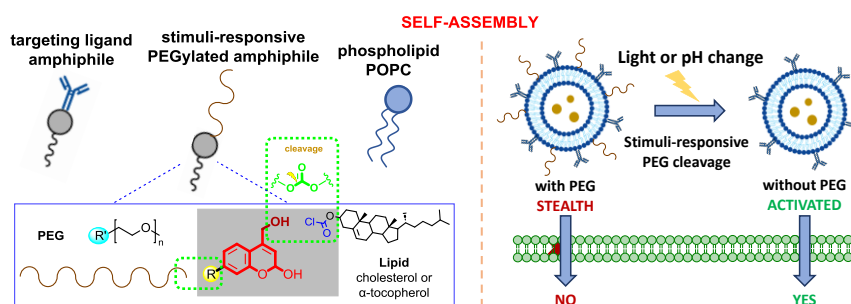 SELF-ASSEMBLY
targeting ligand
amphiphile
stimuli-responsive
PEGylated amphiphile
phospholipid
POPC
cleavage
O
O
O
PEG
R'
O
n
OH
R
O
OH
Cl
O
O
Lipid
cholesterol or
α-tocopherol
Light or pH change
Stimuli-responsive
PEG cleavage
with PEG
STEALTH
without PEG
ACTIVATED
NO
YES